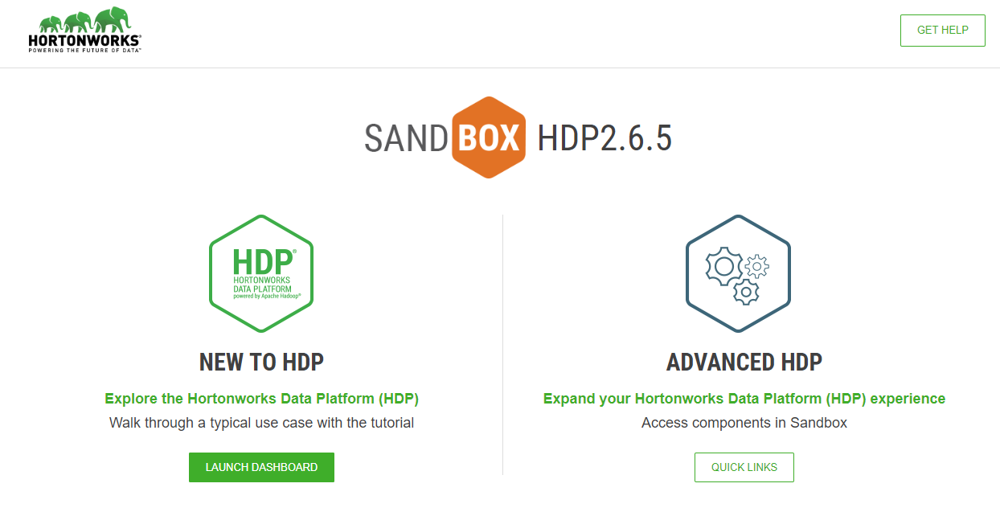 HORTONWORKS®
POWERING THE FUTURE OF DATA™
GET HELP
SANDBOX HDP2.6.5
HDP®
HORTONWORKS
DATA PLATFORM
powered by Apache Hadoop®
NEW TO HDP
Explore the Hortonworks Data Platform (HDP)
Walk through a typical use case with the tutorial
LAUNCH DASHBOARD
ADVANCED HDP
Expand your Hortonworks Data Platform (HDP) experience
Access components in Sandbox
QUICK LINKS